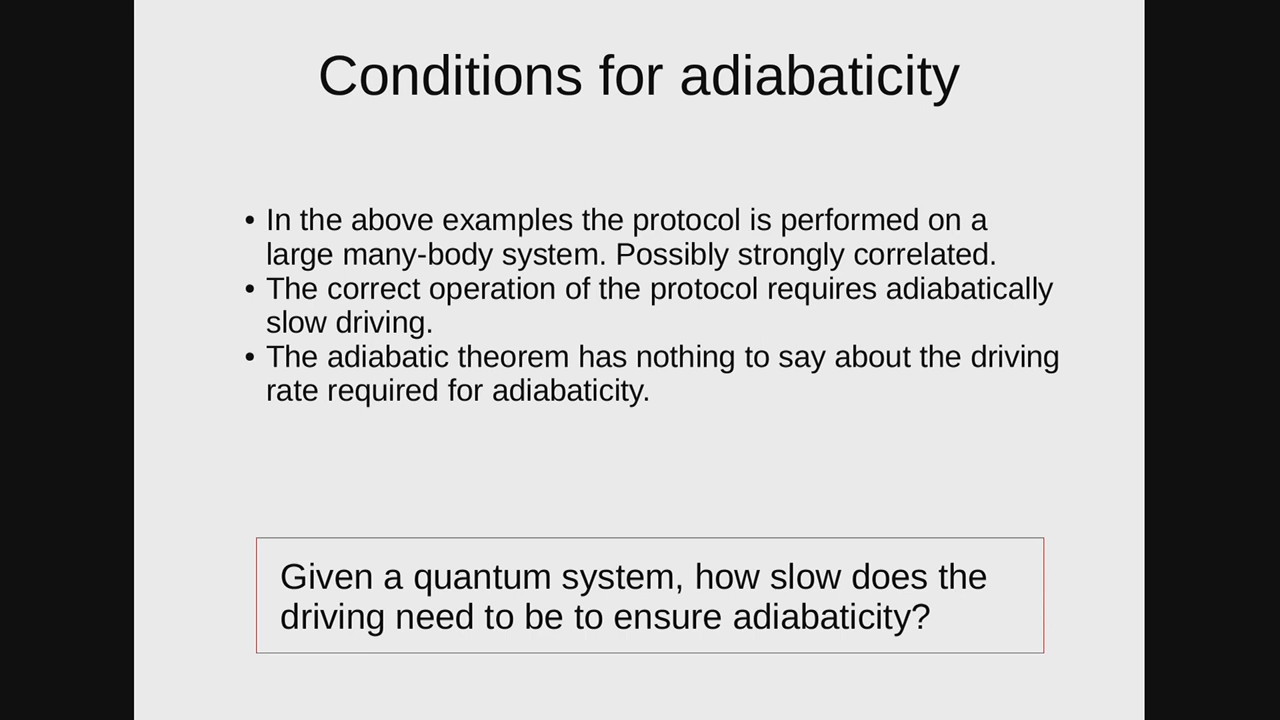 Conditions for adiabaticity
• In the above examples the protocol is performed on a
large many-body system. Possibly strongly correlated.
• The correct operation of the protocol requires adiabatically
slow driving.
• The adiabatic theorem has nothing to say about the driving
rate required for adiabaticity.
Given a quantum system, how slow does the
driving need to be to ensure adiabaticity?